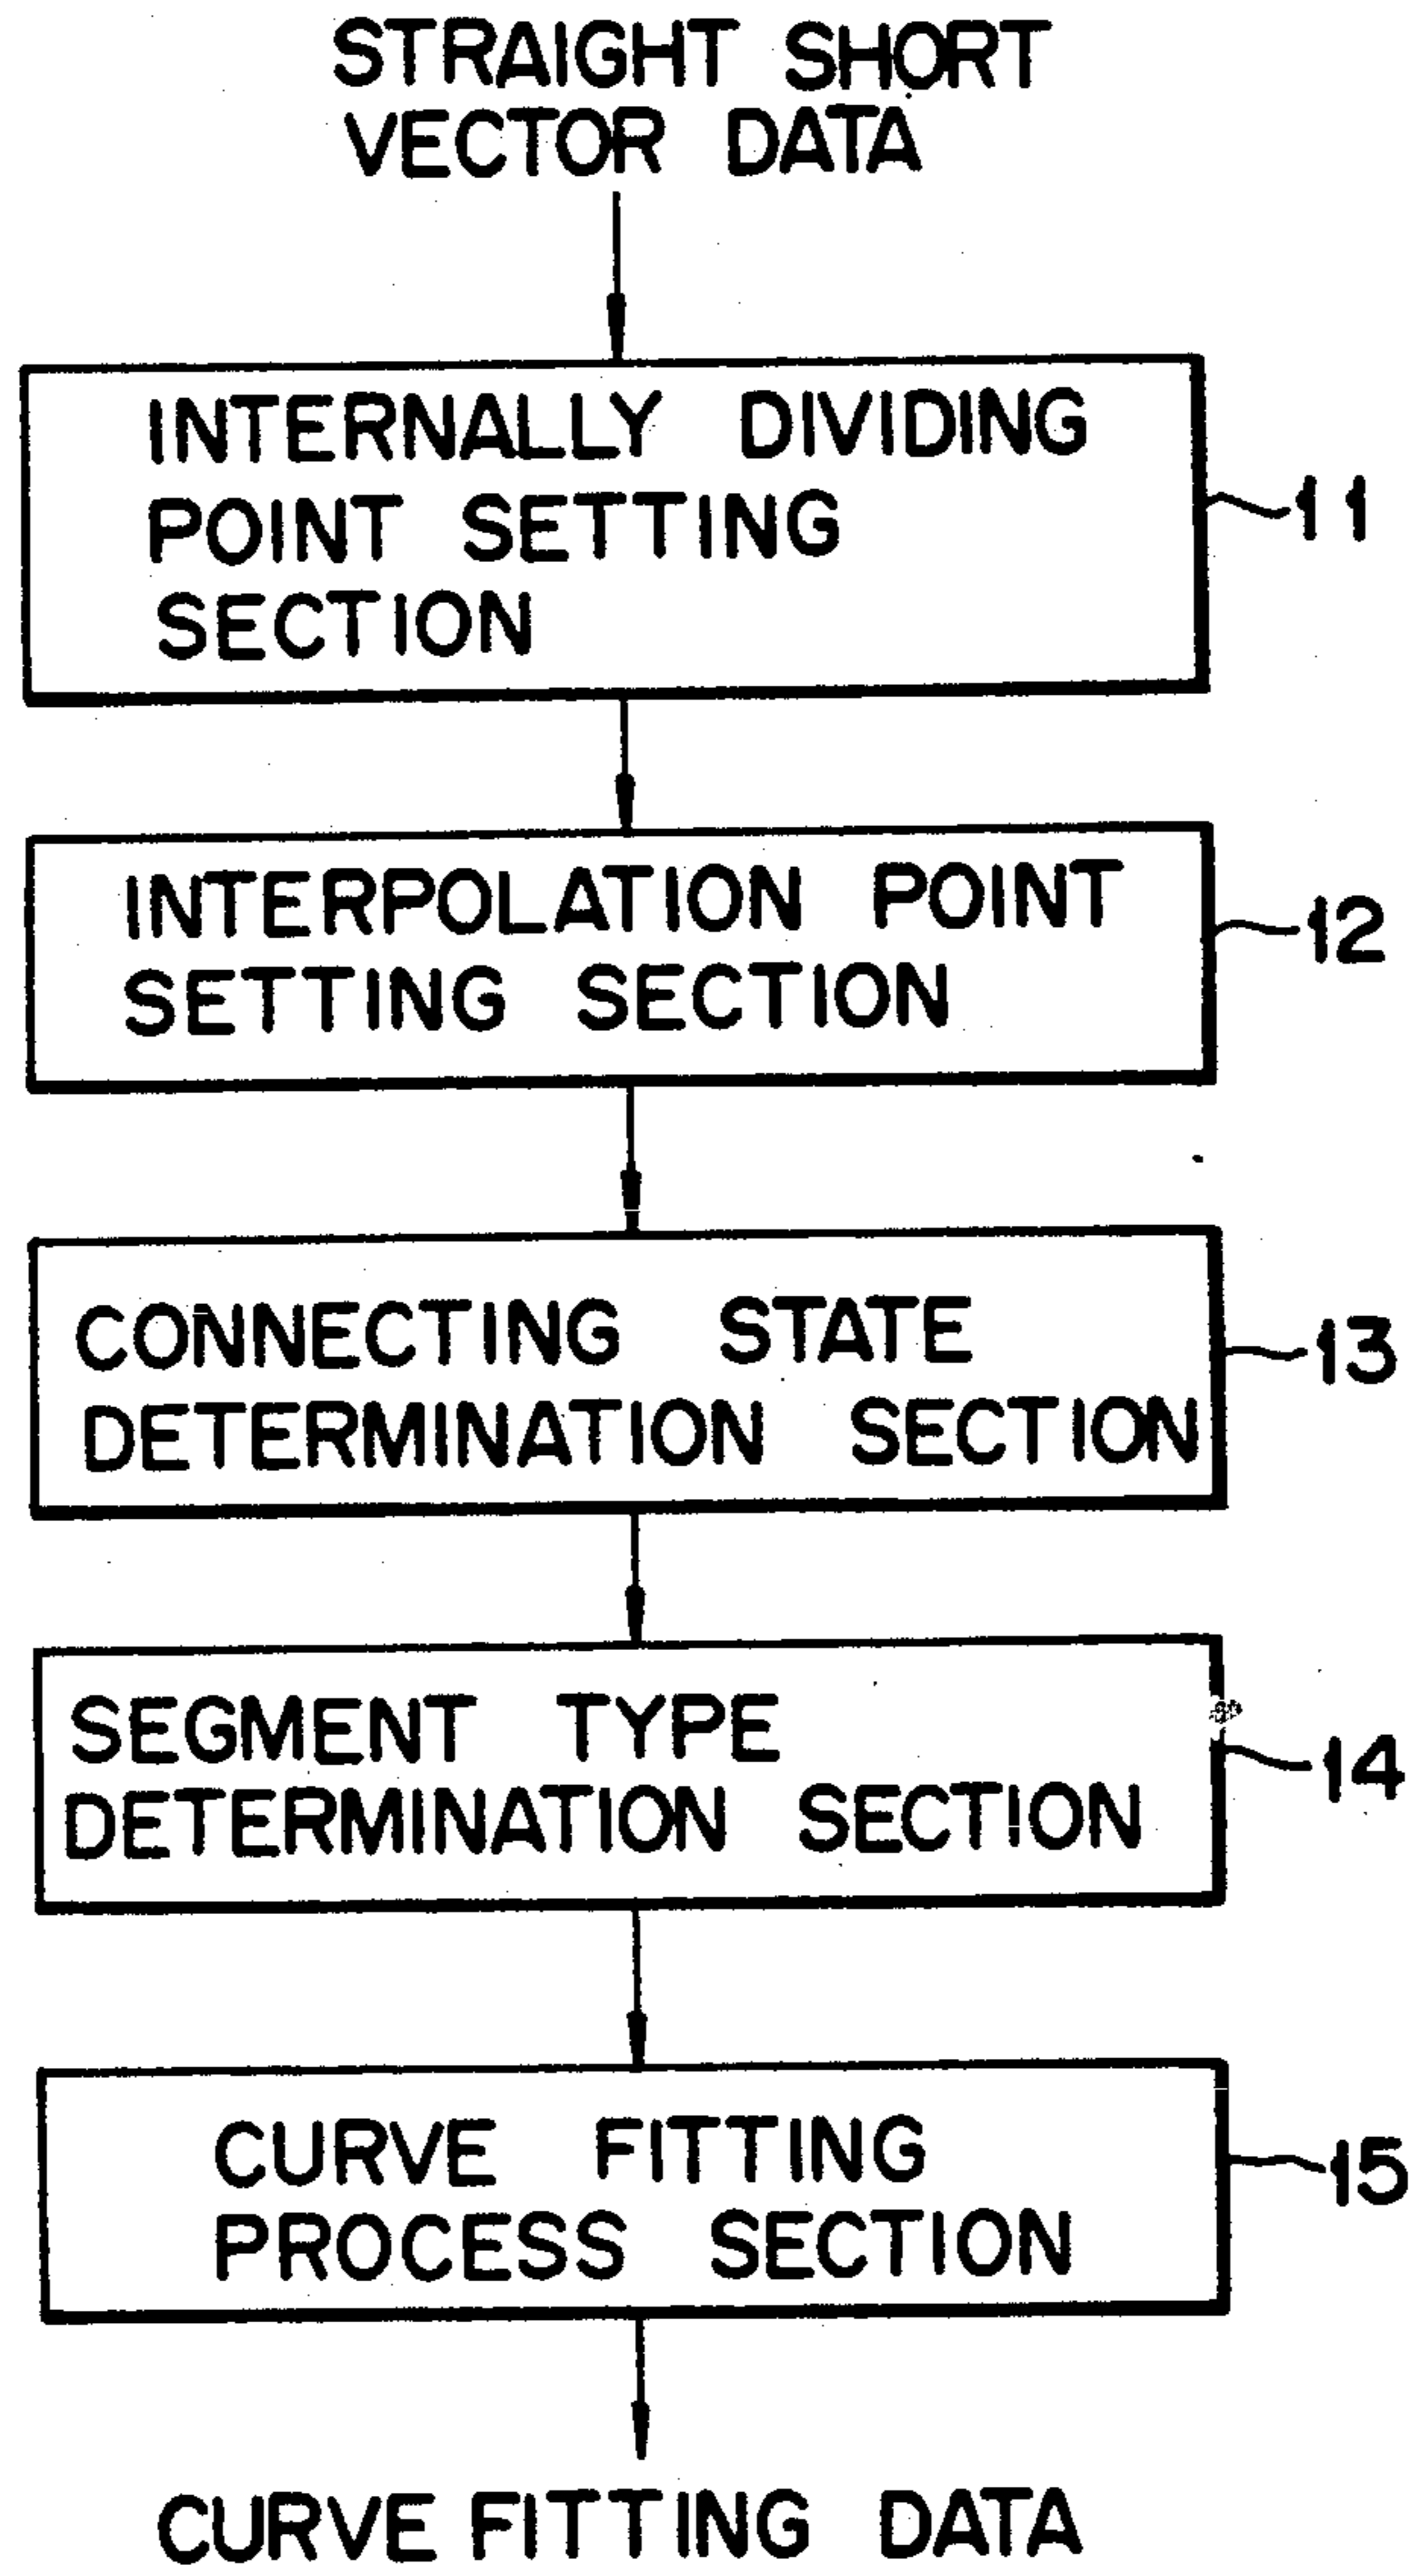 STRAIGHT SHORT
VECTOR DATA
INTERNALLY DIVIDING
POINT SETTING
SECTION
11
INTERPOLATION POINT
SETTING SECTION
12
CONNECTING STATE
DETERMINATION SECTION
13
SEGMENT TYPE
DETERMINATION SECTION
14
CURVE FITTING
PROCESS SECTION
15
CURVE FITTING DATA